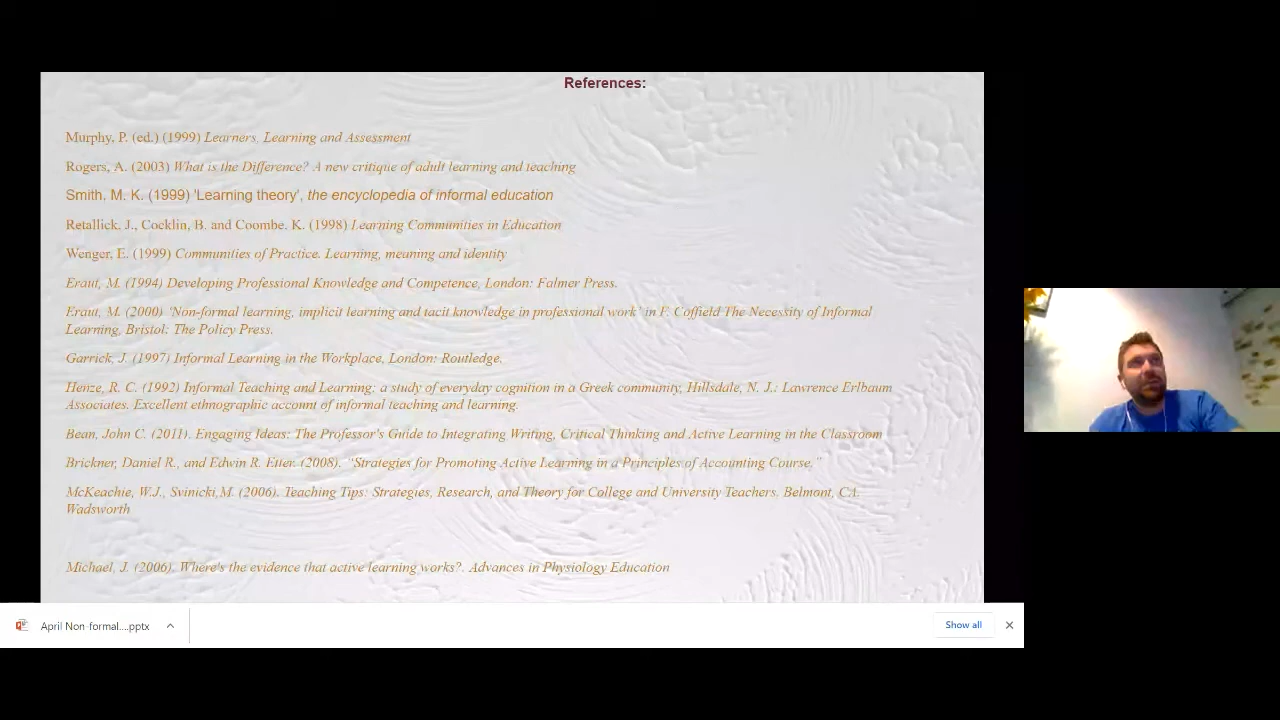 References:
Murphy, P. (ed.) (1999) Learners. Learning and Assessment
Rogers, A. (2003) What is the Difference? A new critique of adult learning and teaching
Smith, M. K. (1999) 'Learning theory', the encyclopedia of informal education
Retallick, J., Cocklin, B. and Coombe. K. (1998) Learning Communities in Education
Wenger, E. (1999) Communities of Practice. Learning, meaning and identity
Eraut, M. (1994) Developing Professional Knowledge and Competence, London: Falmer Press.
Eraut, M. (2000) 'Non-formal learning, implicit learning and tacit knowledge in professional work' in F. Coffield The Necessity of Informal
Learning, Bristol: The Policy Press.
Garrick, J. (1997) Informal Learning in the Workplace, London: Routledge.
Henze, R. C. (1992) Informal Teaching and Learning: a study of everyday cognition in a Greek community, Hillsdale, N. J.: Lawrence Erlbaum
Associates. Excellent ethnographic account of informal teaching and learning.
Bean, John C. (2011). Engaging Ideas: The Professor's Guide to Integrating Writing, Critical Thinking and Active Learning in the Classroom
Brickner, Daniel R., and Edwin R. Etter. (2008). "Strategies for Promoting Active Learning in a Principles of Accounting Course."
McKeachie, W.J., Svinicki,M. (2006). Teaching Tips: Strategies, Research, and Theory for College and University Teachers. Belmont, CA.
Wadsworth
Michael, J. (2006). Where's the evidence that active learning works?. Advances in Physiology Education
April Non-formal....pptx
Show all